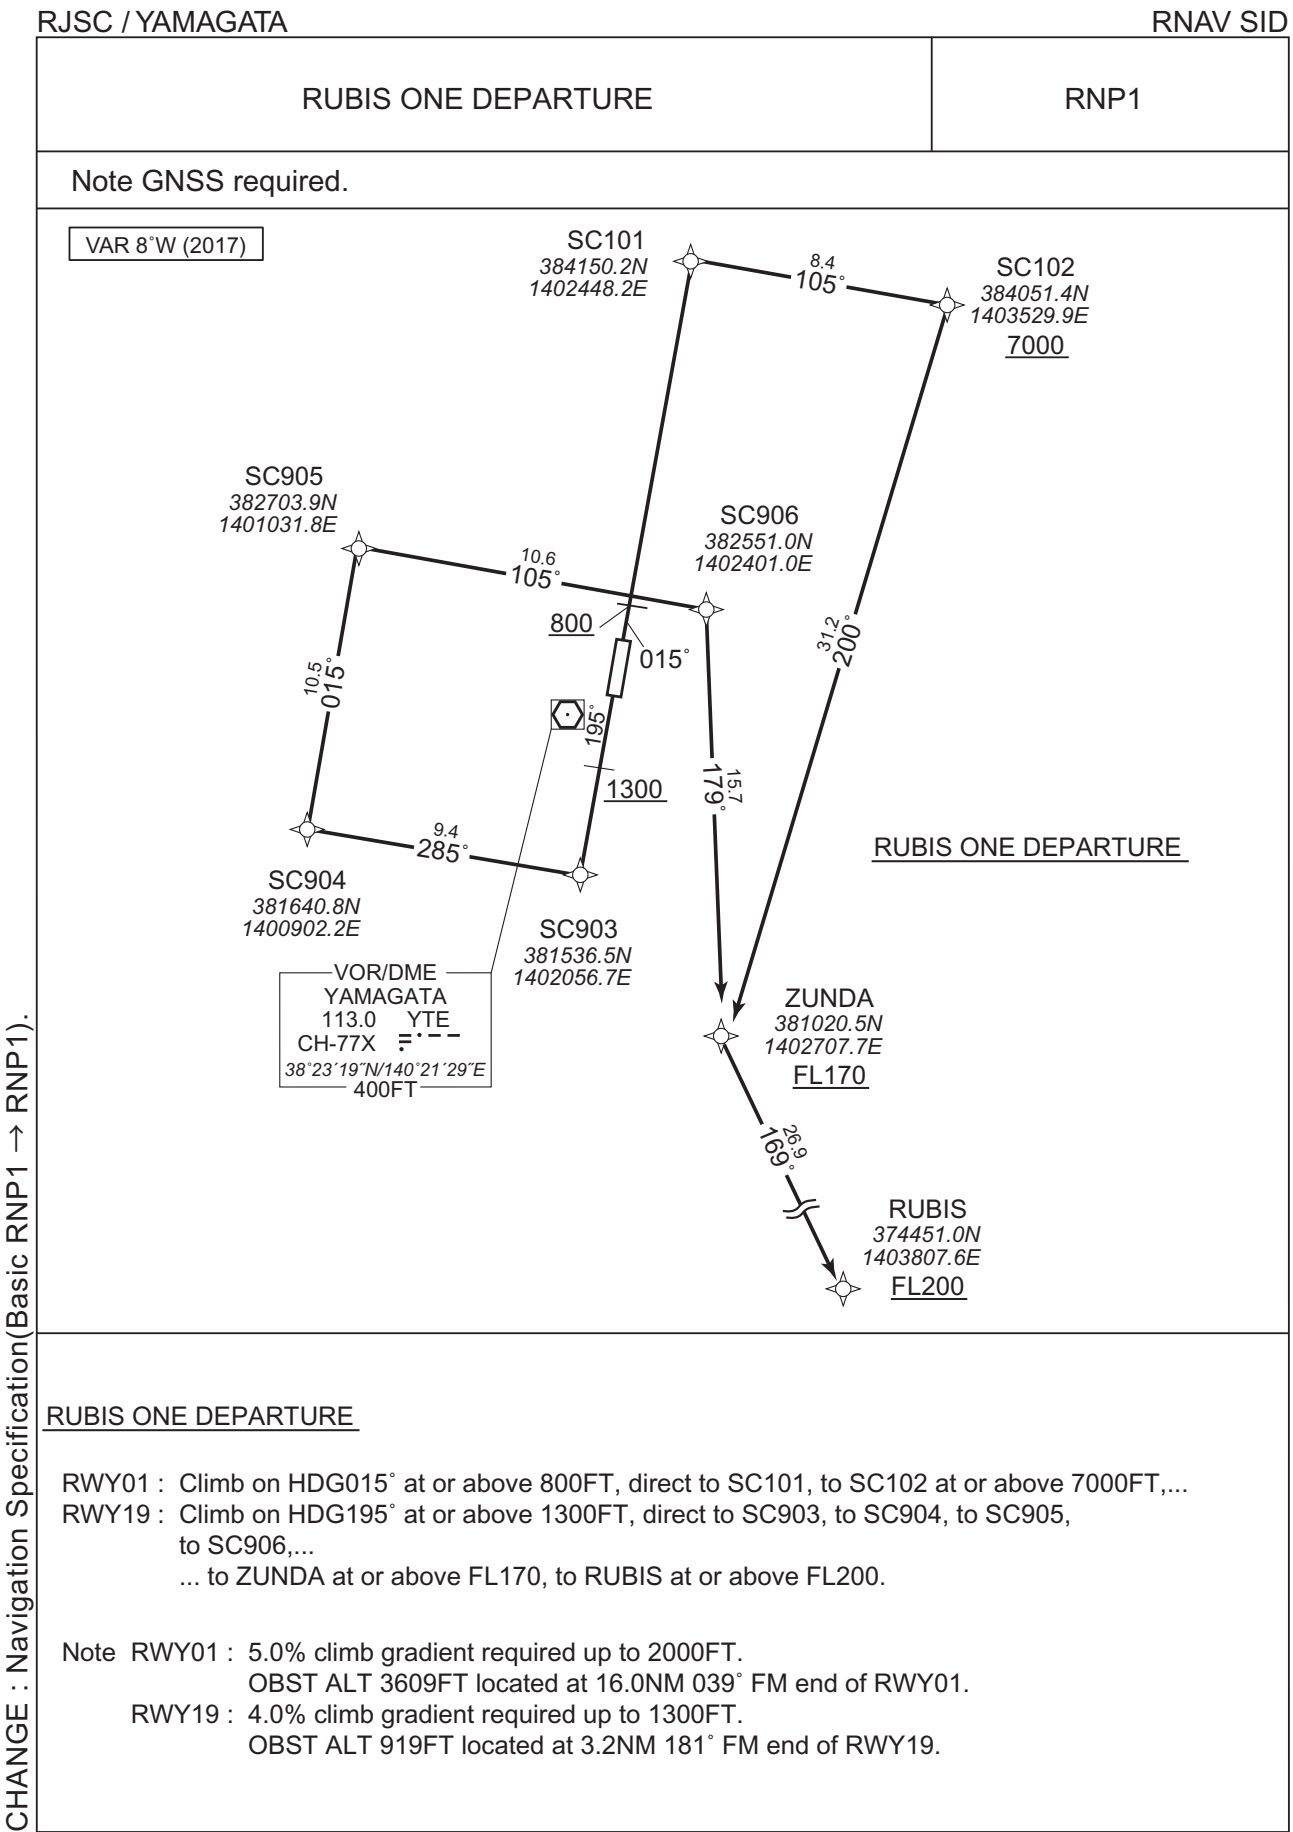 RJSC / YAMAGATA
RNAV SID
RUBIS ONE DEPARTURE
RNP1
Note GNSS required.
VAR 8˚W (2017)
SC101
384150.2N
1402448.2E
8.4
105˚
SC102
384051.4N
1403529.9E
7000
SC905
382703.9N
1401031.8E
10.6
105˚
SC906
382551.0N
1402401.0E
800
015˚
31.2
200˚
10.5
015˚
195˚
1300
15.7
179˚
9.4
285˚
RUBIS ONE DEPARTURE
SC904
381640.8N
1400902.2E
SC903
381536.5N
1402056.7E
VOR/DME
YAMAGATA
113.0 YTE
CH-77X
38˚23´19˝N/140˚21´29˝E
400FT
ZUNDA
381020.5N
1402707.7E
FL170
26.9
169˚
RUBIS
374451.0N
1403807.6E
FL200
RUBIS ONE DEPARTURE
RWY01 : Climb on HDG015˚ at or above 800FT, direct to SC101, to SC102 at or above 7000FT,...
RWY19 : Climb on HDG195˚ at or above 1300FT, direct to SC903, to SC904, to SC905,
to SC906,...
... to ZUNDA at or above FL170, to RUBIS at or above FL200.
Note RWY01 : 5.0% climb gradient required up to 2000FT.
OBST ALT 3609FT located at 16.0NM 039˚ FM end of RWY01.
RWY19 : 4.0% climb gradient required up to 1300FT.
OBST ALT 919FT located at 3.2NM 181˚ FM end of RWY19.
CHANGE : Navigation Specification(Basic RNP1 → RNP1).